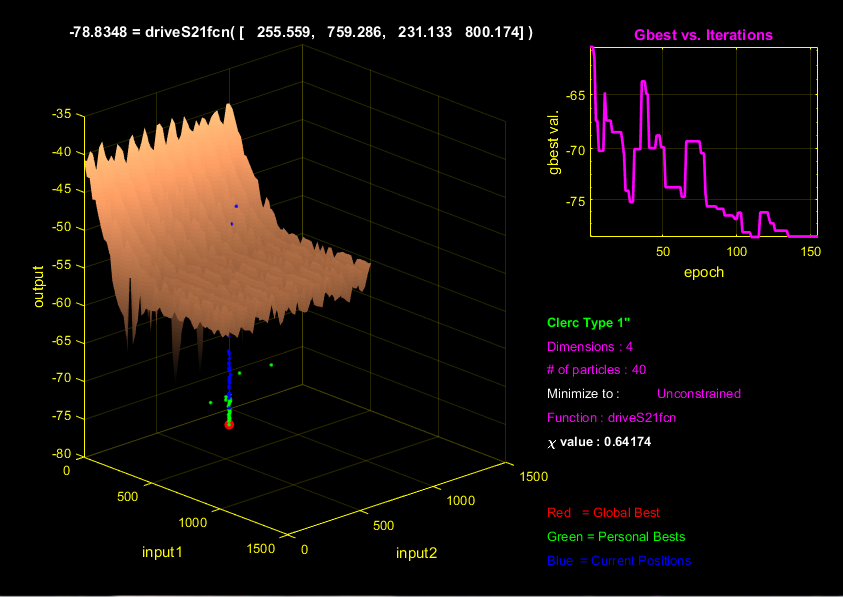 -78.8348 = driveS21fcn( [ 255.559, 759.286, 231.133 800.174] )
Gbest vs. Iterations
-35
-40
-45
-50
-55
-60
-65
-70
-75
-80
output
0
500
1000
1500
input1
0
500
1000
1500
input2
-65
-70
-75
gbest val.
50
100
150
epoch
Clerc Type 1"
Dimensions : 4
# of particles : 40
Minimize to : Unconstrained
Function : driveS21fcn
χ value : 0.64174
Red = Global Best
Green = Personal Bests
Blue = Current Positions